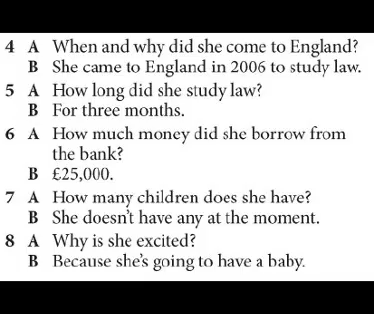 4 A When and why did she come to England?
B She came to England in 2006 to study law.
5 A How long did she study law?
B For three months.
6 A How much money did she borrow from
the bank?
B £25,000.
7 A How many children does she have?
B She doesn't have any at the moment.
8 A Why is she excited?
B Because she's going to have a baby.